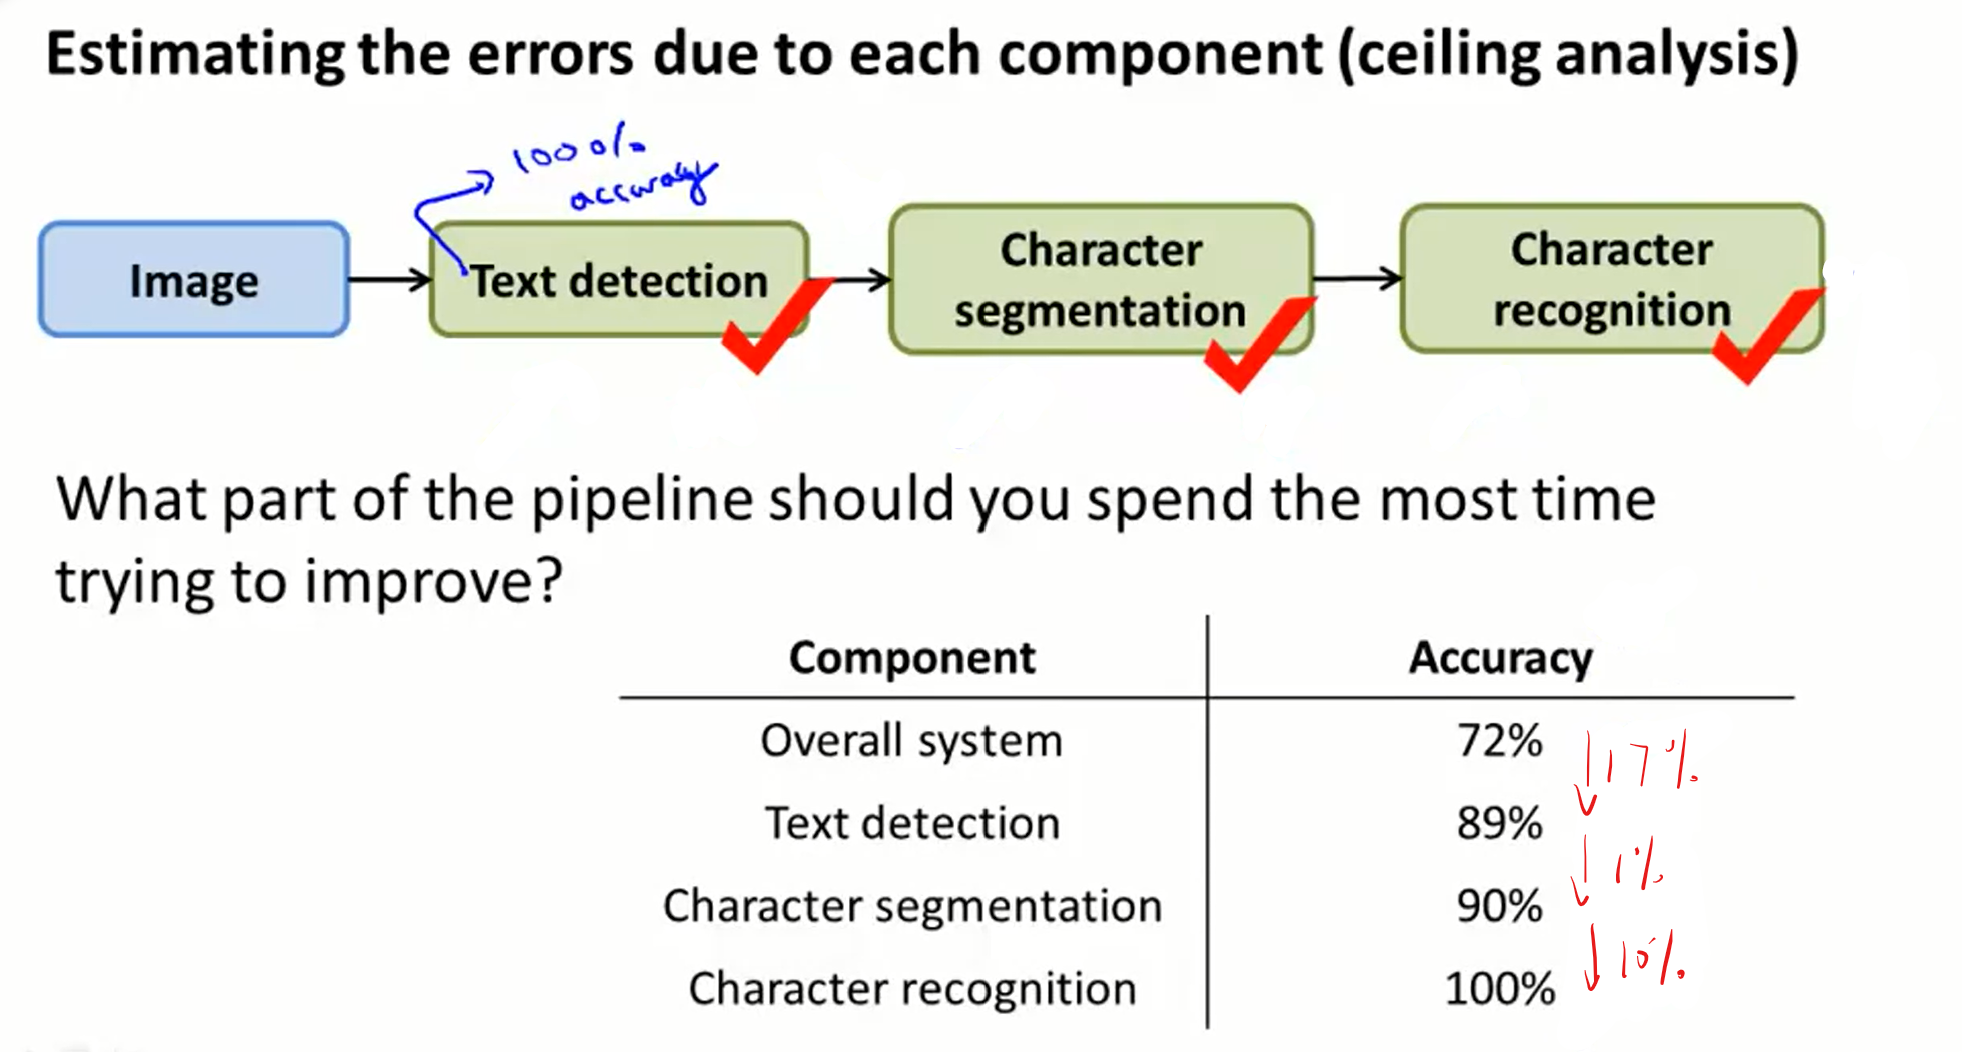 Estimating the errors due to each component (ceiling analysis)
100%
accuracy
Image
Text detection
Character
segmentation
Character
recognition
What part of the pipeline should you spend the most time
trying to improve?
Component Accuracy
Overall system 72%
17%
Text detection 89%
1%
Character segmentation 90%
10%
Character recognition 100%